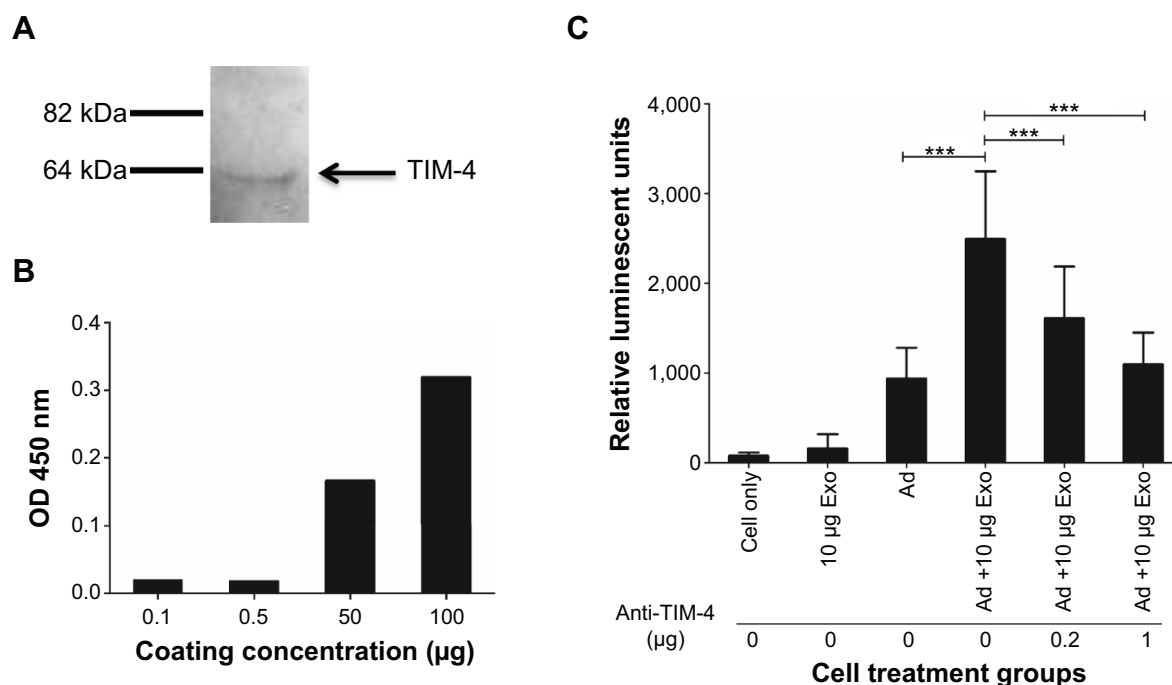 A
82 kDa
64 kDa
TIM-4
B
0.4
0.3
0.2
0.1
0.0
OD 450 nm
0.1 0.5 50 100
Coating concentration (µg)
C
4,000
3,000
2,000
1,000
0
Relative luminescent units
***
***
***
Cell only
10 µg Exo
Ad
Ad +10 µg Exo
Ad +10 µg Exo
Ad +10 µg Exo
Anti-TIM-4
(µg)
0 0 0 0 0.2 1
Cell treatment groups